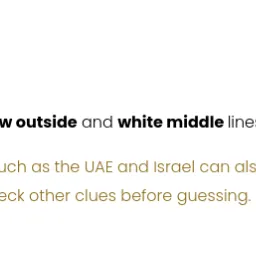 w outside and white middle lines
uch as the UAE and Israel can als
eck other clues before guessing.